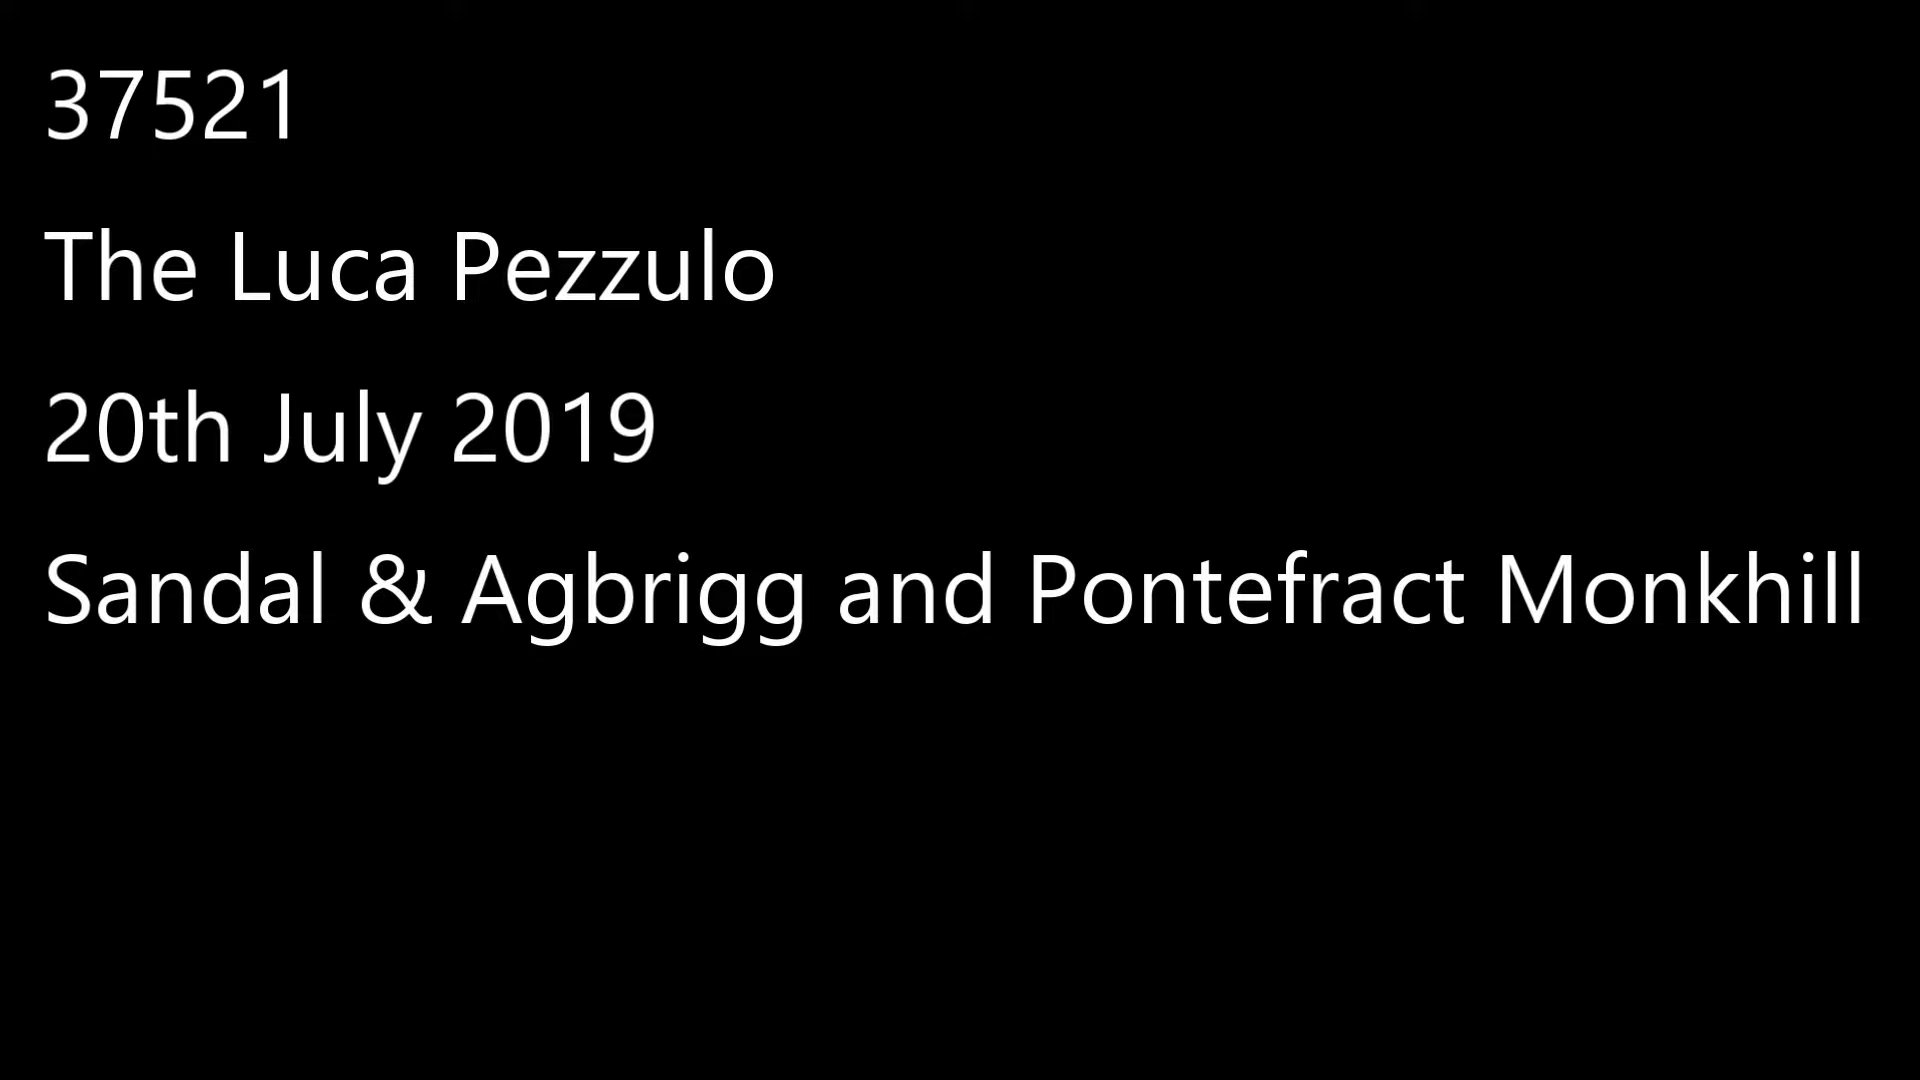 37521
The Luca Pezzulo
20th July 2019
Sandal & Agbrigg and Pontefract Monkhill